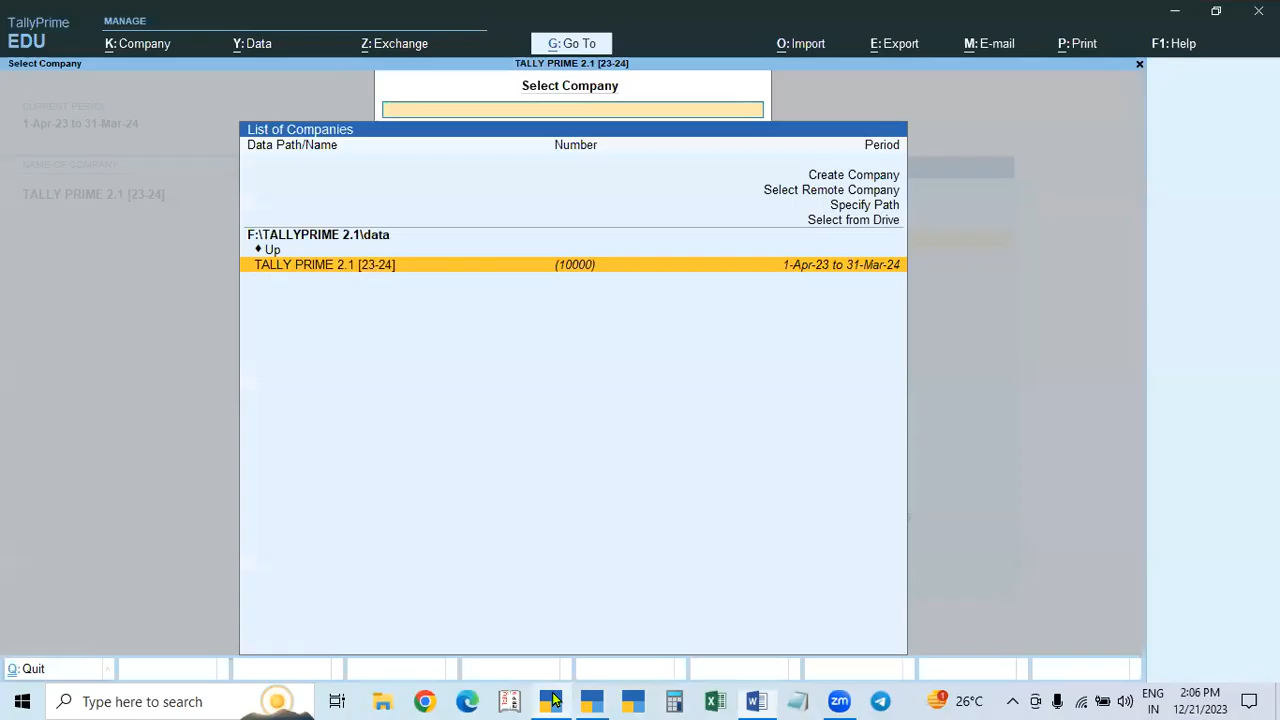 TallyPrime
EDU
MANAGE
K: Company
Y: Data
Z: Exchange
G: Go To
O: Import
E: Export
M: E-mail
P: Print
F1: Help
Select Company
TALLY PRIME 2.1 [23-24]
×
CURRENT PERIOD
1-Apr-23 to 31-Mar-24
NAME OF COMPANY
TALLY PRIME 2.1 [23-24]
Select Company
List of Companies
Data Path/Name
Number
Period
Create Company
Select Remote Company
Specify Path
Select from Drive
F:\TALLYPRIME 2.1\data
♦ Up
TALLY PRIME 2.1 [23-24]
(10000)
1-Apr-23 to 31-Mar-24
Q: Quit
Type here to search
zm
26°C
ENG
IN
2:06 PM
12/21/2023